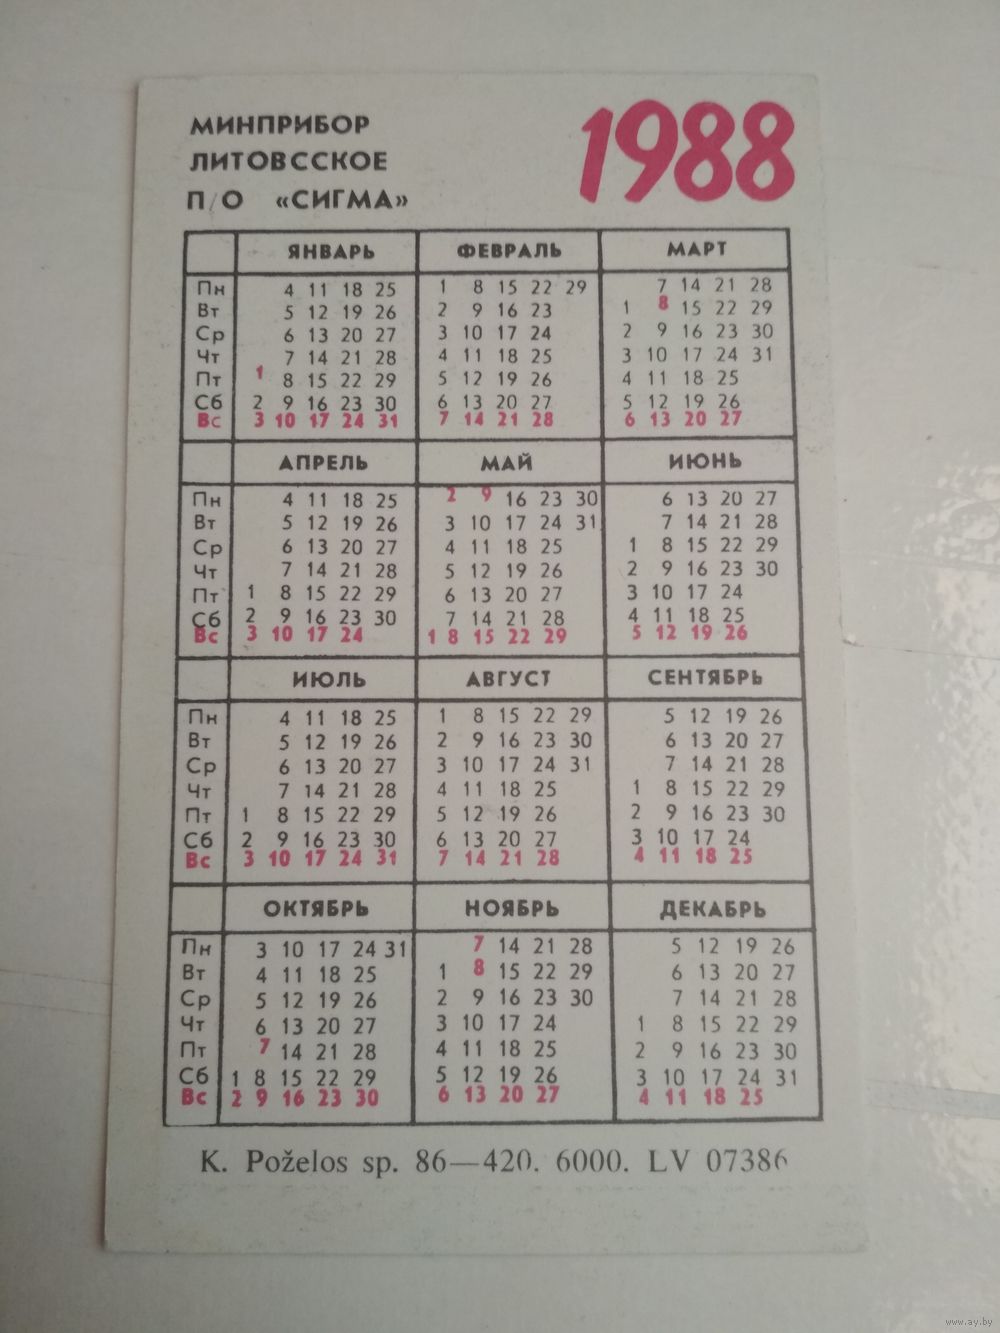 МИНПРИБОР
ЛИТОВССКОЕ
П/О «СИГМА»
1988
ЯНВАРЬ ФЕВРАЛЬ МАРТ
Пн 4 11 18 25 1 8 15 22 29 7 14 21 28
Вт 5 12 19 26 2 9 16 23 1 8 15 22 29
Ср 6 13 20 27 3 10 17 24 2 9 16 23 30
Чт 7 14 21 28 4 11 18 25 3 10 17 24 31
Пт 1 8 15 22 29 5 12 19 26 4 11 18 25
Сб 2 9 16 23 30 6 13 20 27 5 12 19 26
Вс 3 10 17 24 31 7 14 21 28 6 13 20 27
АПРЕЛЬ МАЙ ИЮНЬ
Пн 4 11 18 25 2 9 16 23 30 6 13 20 27
Вт 5 12 19 26 3 10 17 24 31 7 14 21 28
Ср 6 13 20 27 4 11 18 25 1 8 15 22 29
Чт 7 14 21 28 5 12 19 26 2 9 16 23 30
Пт 1 8 15 22 29 6 13 20 27 3 10 17 24
Сб 2 9 16 23 30 7 14 21 28 4 11 18 25
Вс 3 10 17 24 1 8 15 22 29 5 12 19 26
ИЮЛЬ АВГУСТ СЕНТЯБРЬ
Пн 4 11 18 25 1 8 15 22 29 5 12 19 26
Вт 5 12 19 26 2 9 16 23 30 6 13 20 27
Ср 6 13 20 27 3 10 17 24 31 7 14 21 28
Чт 7 14 21 28 4 11 18 25 1 8 15 22 29
Пт 1 8 15 22 29 5 12 19 26 2 9 16 23 30
Сб 2 9 16 23 30 6 13 20 27 3 10 17 24
Вс 3 10 17 24 31 7 14 21 28 4 11 18 25
ОКТЯБРЬ НОЯБРЬ ДЕКАБРЬ
Пн 3 10 17 24 31 7 14 21 28 5 12 19 26
Вт 4 11 18 25 1 8 15 22 29 6 13 20 27
Ср 5 12 19 26 2 9 16 23 30 7 14 21 28
Чт 6 13 20 27 3 10 17 24 1 8 15 22 29
Пт 7 14 21 28 4 11 18 25 2 9 16 23 30
Сб 1 8 15 22 29 5 12 19 26 3 10 17 24 31
Вс 2 9 16 23 30 6 13 20 27 4 11 18 25
K. Poželos sp. 86—420. 6000. LV 07386
www.ay.by